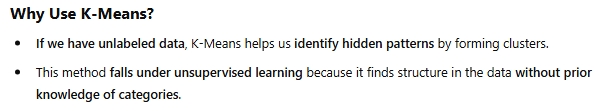 Why Use K-Means?
• If we have unlabeled data, K-Means helps us identify hidden patterns by forming clusters.
• This method falls under unsupervised learning because it finds structure in the data without prior
knowledge of categories.